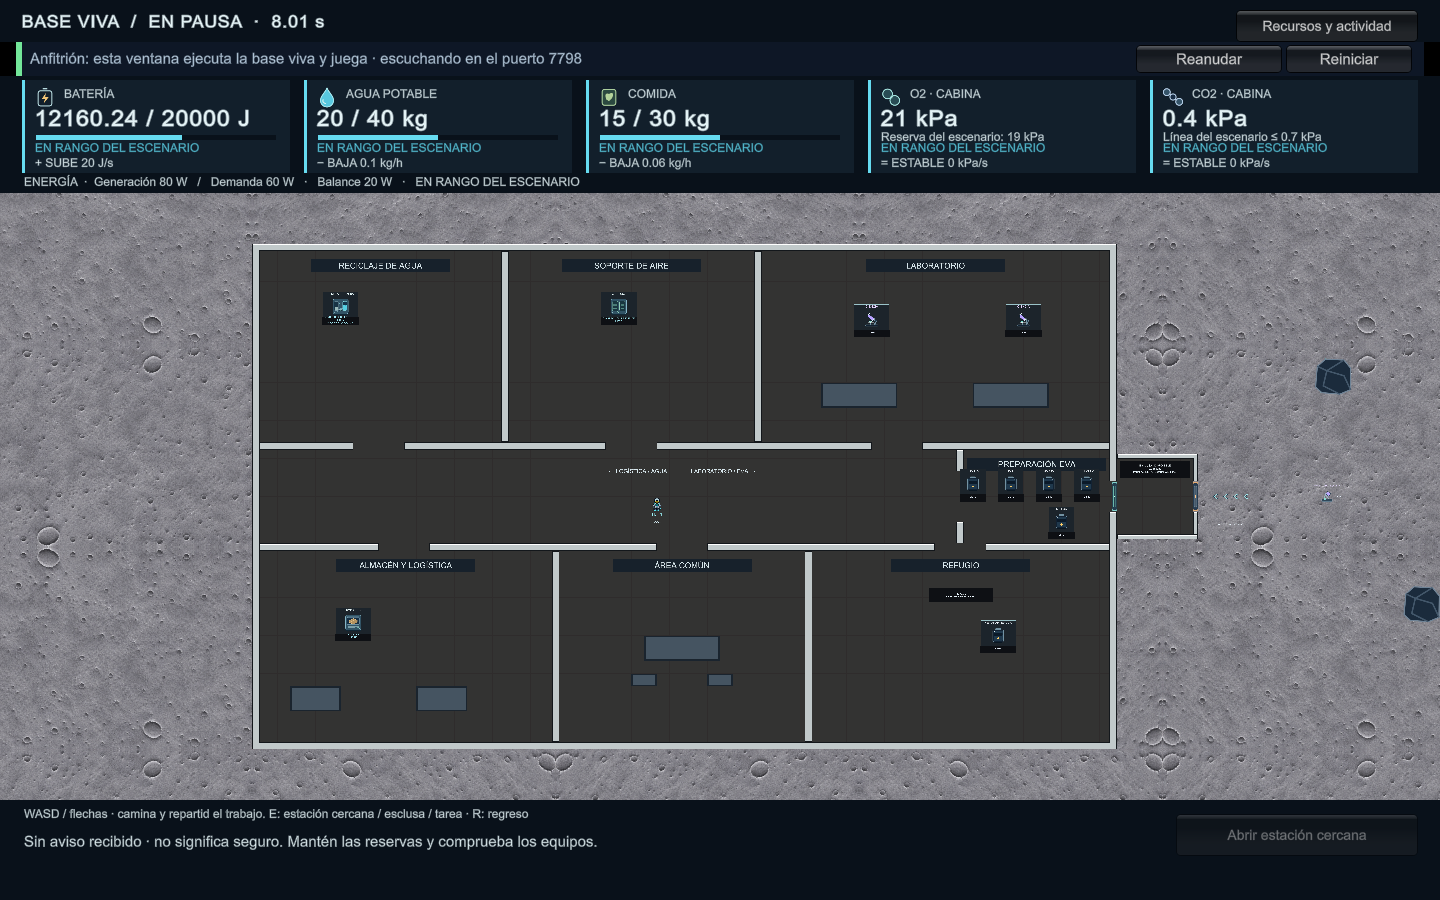 BASE VIVA / EN PAUSA · 8.01 s
Recursos y actividad
Anfitrión: esta ventana ejecuta la base viva y juega · escuchando en el puerto 7798
Reanudar
Reiniciar
BATERÍA
12160.24 / 20000 J
EN RANGO DEL ESCENARIO
+ SUBE 20 J/s
AGUA POTABLE
20 / 40 kg
EN RANGO DEL ESCENARIO
− BAJA 0.1 kg/h
COMIDA
15 / 30 kg
EN RANGO DEL ESCENARIO
− BAJA 0.06 kg/h
O2 · CABINA
21 kPa
Reserva del escenario: 19 kPa
EN RANGO DEL ESCENARIO
= ESTABLE 0 kPa/s
CO2 · CABINA
0.4 kPa
Línea del escenario ≤ 0.7 kPa
EN RANGO DEL ESCENARIO
= ESTABLE 0 kPa/s
ENERGÍA · Generación 80 W / Demanda 60 W · Balance 20 W · EN RANGO DEL ESCENARIO
RECICLAJE DE AGUA
SOPORTE DE AIRE
LABORATORIO
LOGÍSTICA · AGUA
LABORATORIO · EVA
PREPARACIÓN EVA
ALMACÉN Y LOGÍSTICA
ÁREA COMÚN
REFUGIO
WASD / flechas · camina y repartid el trabajo. E: estación cercana / esclusa / tarea · R: regreso
Sin aviso recibido · no significa seguro. Mantén las reservas y comprueba los equipos.
Abrir estación cercana